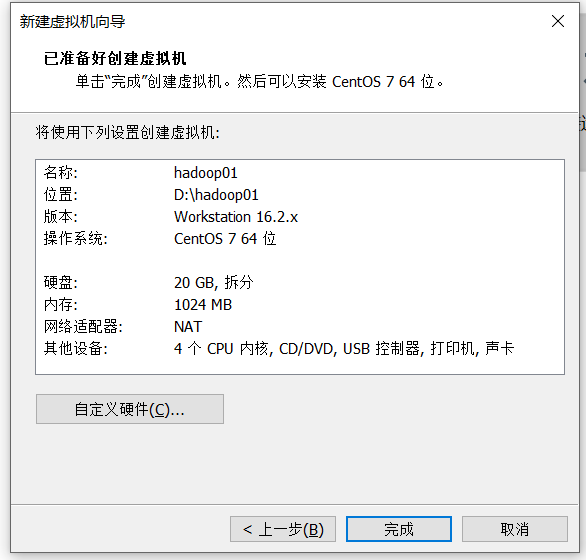 新建虚拟机向导
已准备好创建虚拟机
单击“完成”创建虚拟机。然后可以安装 CentOS 7 64 位。
将使用下列设置创建虚拟机:
名称: hadoop01
位置: D:\hadoop01
版本: Workstation 16.2.x
操作系统: CentOS 7 64 位
硬盘: 20 GB, 拆分
内存: 1024 MB
网络适配器: NAT
其他设备: 4 个 CPU 内核, CD/DVD, USB 控制器, 打印机, 声卡
自定义硬件(C)...
< 上一步(B) 完成 取消